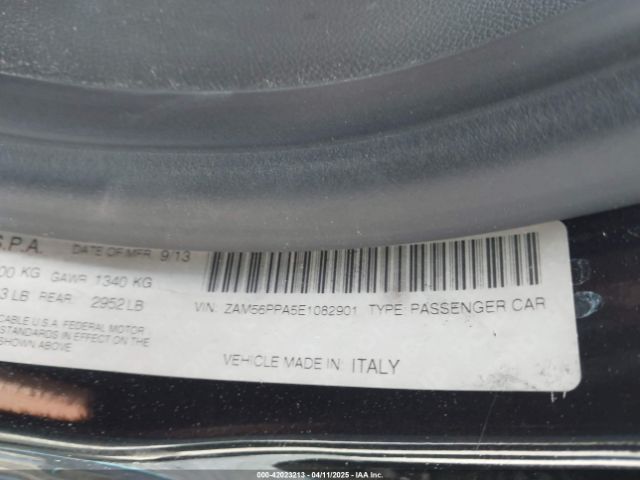 S.P.A. DATE OF MFR 9/13
00 KG GAWR 1340 KG
3 LB REAR: 2952 LB
VIN: ZAM56PPA5E1082901 TYPE: PASSENGER CAR
CABLE U.S.A. FEDERAL MOTOR
STANDARDS IN EFFECT ON THE
SHOWN ABOVE.
VEHICLE MADE IN: ITALY
000-42023213 - 04/11/2025 - IAA Inc.